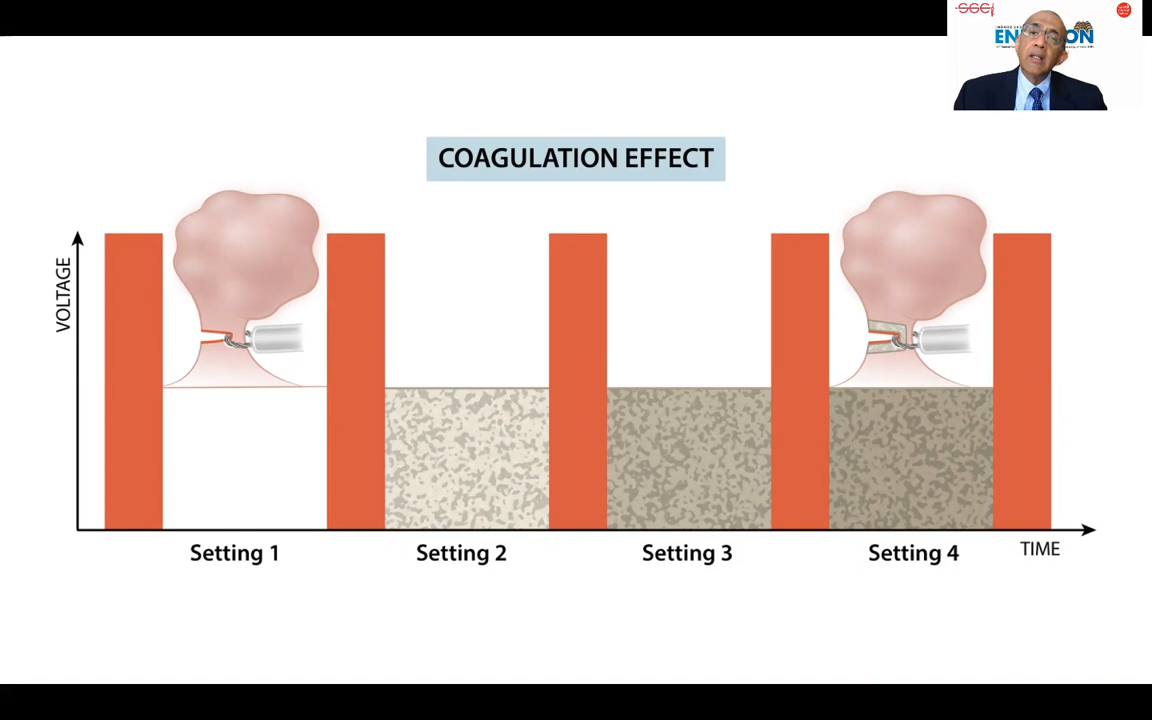 COAGULATION EFFECT
VOLTAGE
Setting 1
Setting 2
Setting 3
Setting 4
TIME